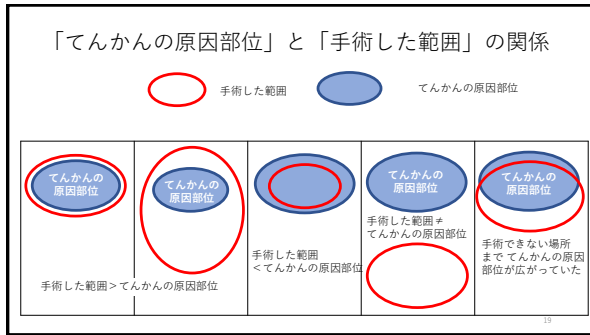 「てんかんの原因部位」と「手術した範囲」の関係
手術した範囲
てんかんの原因部位
てんかんの
原因部位
てんかんの
原因部位
手術した範囲＞てんかんの原因部位
手術した範囲
＜てんかんの原因部位
てんかんの
原因部位
手術した範囲≠
てんかんの原因部位
てんかんの
原因部位
手術できない場所
まで てんかんの原因
部位が広がっていた
19